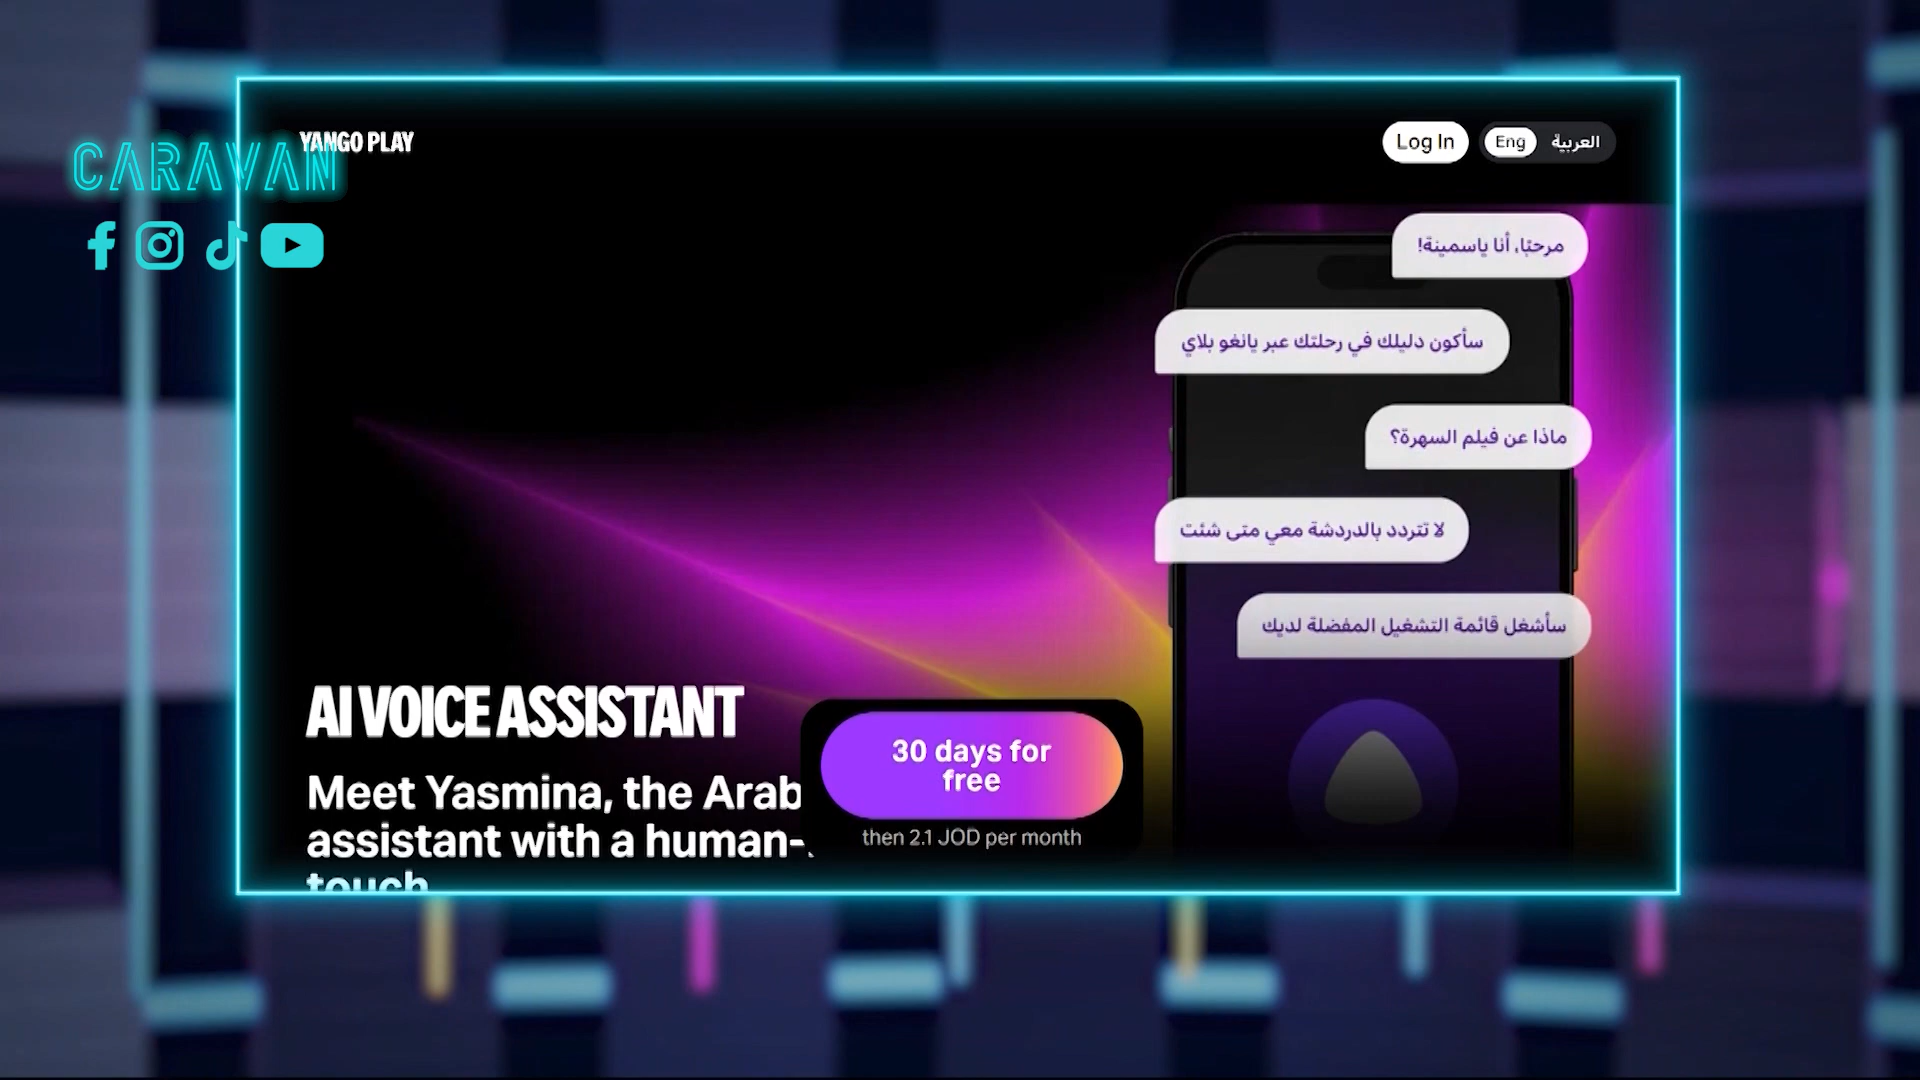 CARAVAN
YANGO PLAY
Log In
Eng
العربية
مرحبًا، أنا ياسمينة!
سأكون دليلك في رحلتك عبر يانغو بلاي
ماذا عن فيلم السهرة؟
لا تتردد بالدردشة معي متى شئت
سأشغل قائمة التشغيل المفضلة لديك
AI VOICE ASSISTANT
Meet Yasmina, the Arab
assistant with a human-
touch
30 days for
free
then 2.1 JOD per month